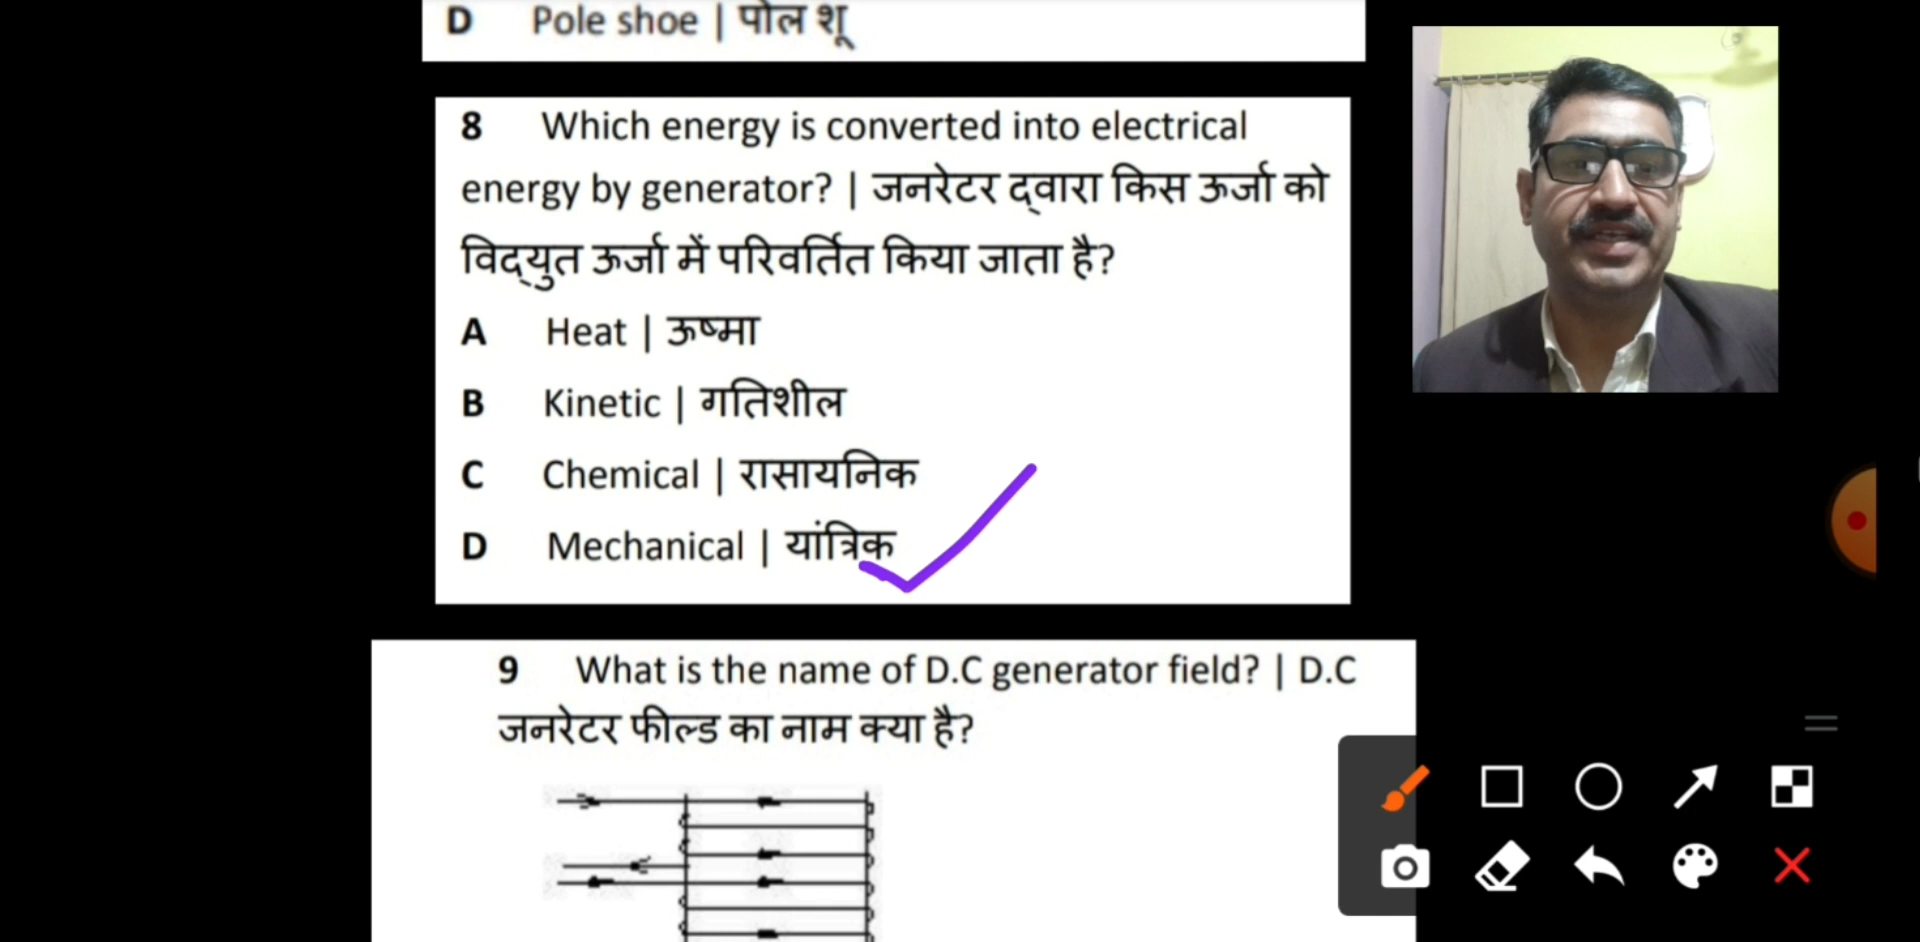 D Pole shoe | पोल शू
8 Which energy is converted into electrical
energy by generator? | जनरेटर द्वारा किस ऊर्जा को
विद्युत ऊर्जा में परिवर्तित किया जाता है?
A Heat | ऊष्मा
B Kinetic | गतिशील
C Chemical | रासायनिक
D Mechanical | यांत्रिक
9 What is the name of D.C generator field? | D.C
जनरेटर फील्ड का नाम क्या है?